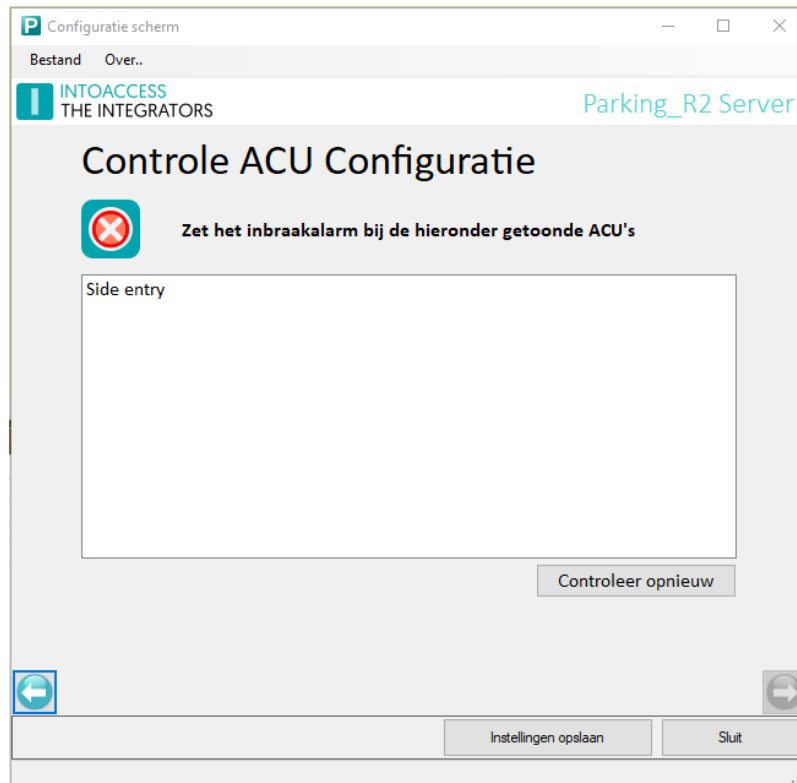 Configuratie scherm
Bestand Over..
INTOACCESS
THE INTEGRATORS
Parking_R2 Server
Controle ACU Configuratie
Zet het inbraakalarm bij de hieronder getoonde ACU's
Side entry
Controleer opnieuw
Instellingen opslaan Sluit